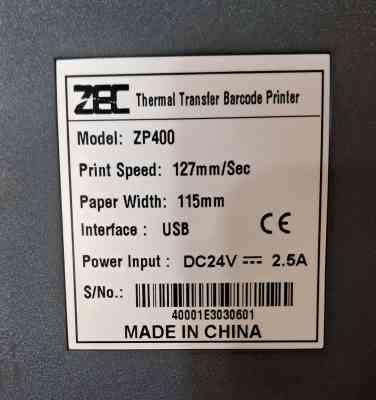 ZEC Thermal Transfer Barcode Printer
Model: ZP400
Print Speed: 127mm/Sec
Paper Width: 115mm
Interface : USB CE
Power Input : DC24V ⎓ 2.5A
S/No.:
40001E3030601
MADE IN CHINA